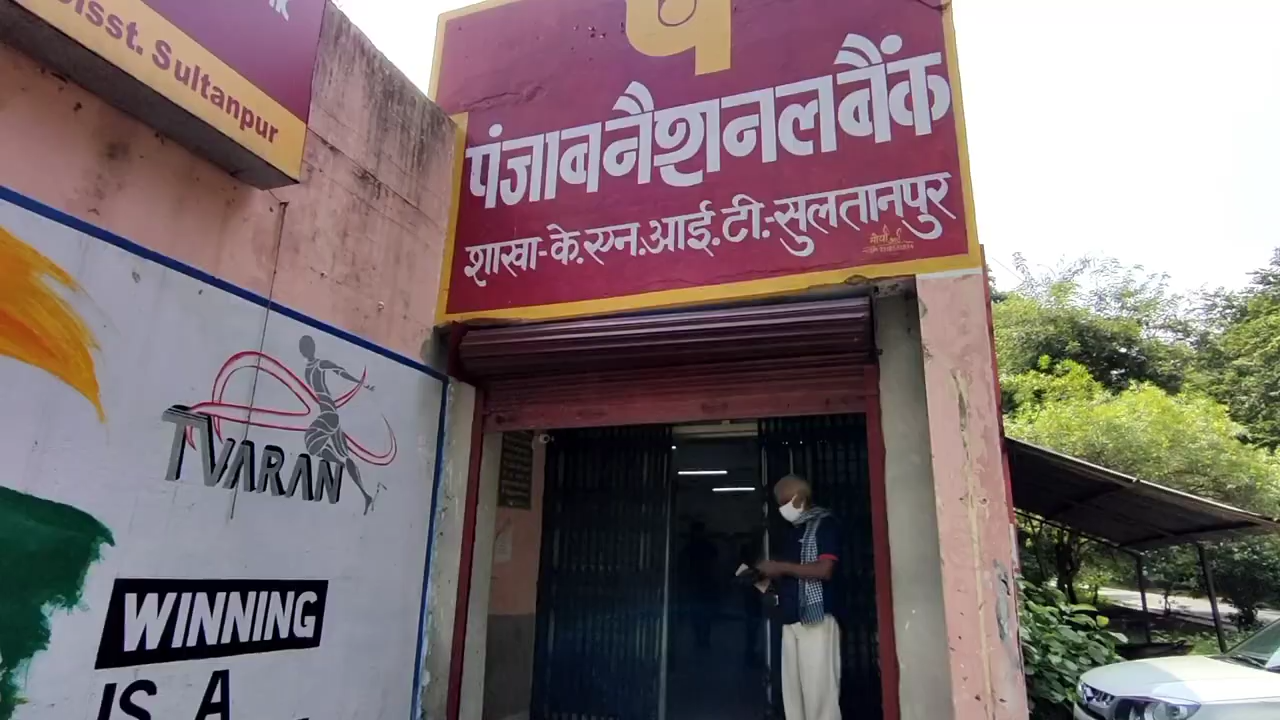 Disst. Sultanpur
पंजाब नैशनल बैंक
शाखा-के.एन.आई.टी.-सुलतानपुर
TVARAN
WINNING
IS A